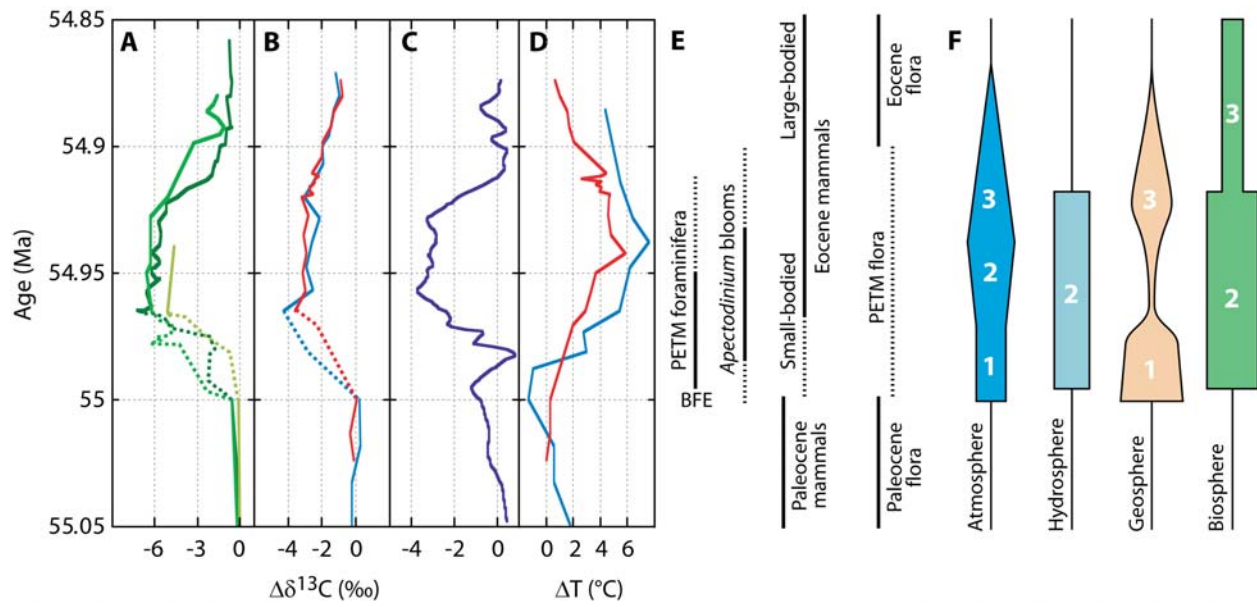 54.85
54.9
54.95
55
55.05
Age (Ma)
A
B
C
D
E
F
-6
-3
0
-4
-2
0
-4
-2
0
0
2
4
6
Δδ¹³C (‰)
ΔT (°C)
PETM foraminifera
BFE
Apectodinium blooms
Large-bodied
Small-bodied
Eocene mammals
Paleocene
mammals
Eocene
flora
PETM flora
Paleocene
flora
3
2
1
Atmosphere
2
Hydrosphere
3
1
Geosphere
3
2
Biosphere